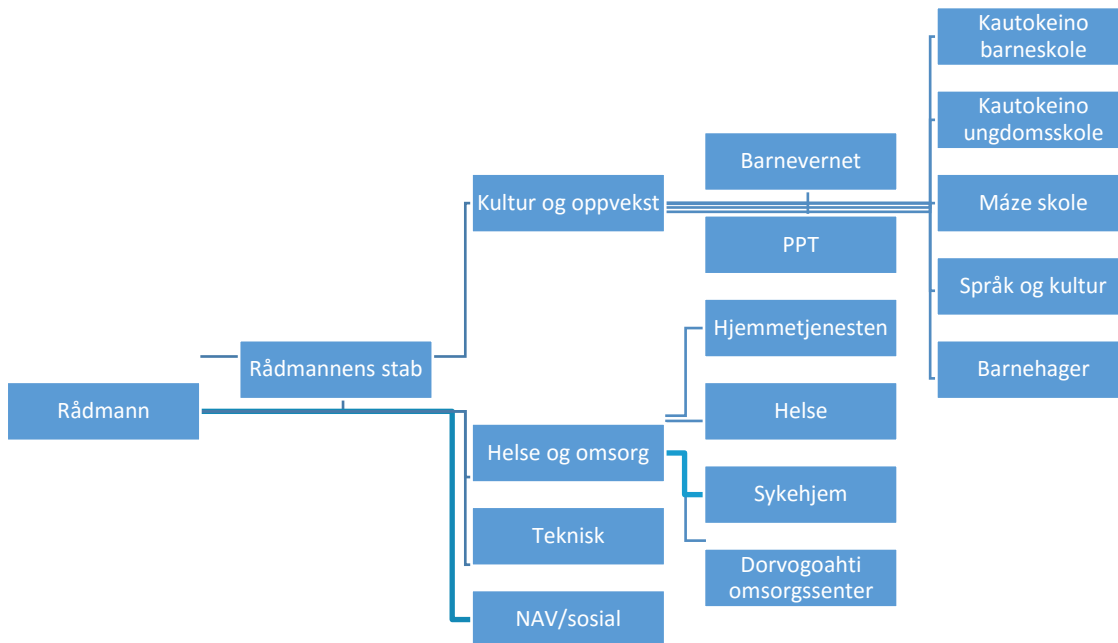 Rådmann
Rådmannens stab
Kultur og oppvekst
Helse og omsorg
Teknisk
NAV/sosial
Barnevernet
PPT
Hjemmetjenesten
Helse
Sykehjem
Dorvogoahti
omsorgssenter
Kautokeino
barneskole
Kautokeino
ungdomsskole
Máze skole
Språk og kultur
Barnehager